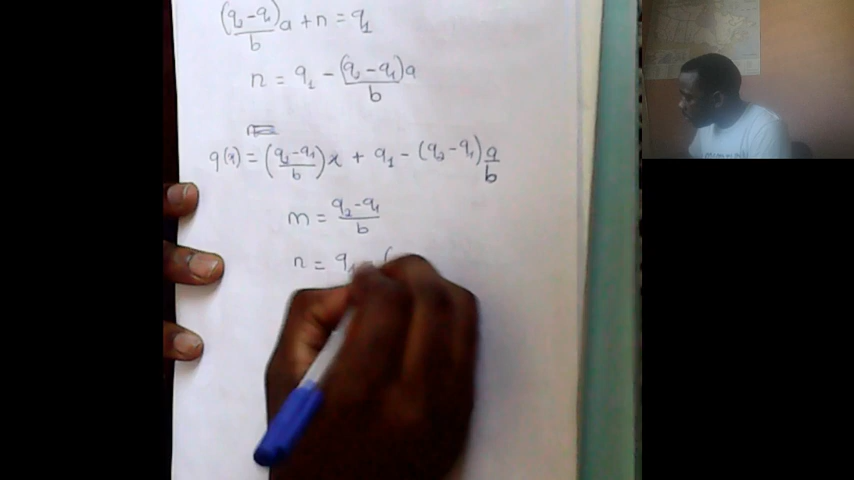 (q₂-q₁)/b a + n = q₁
n = q₁ - (q₂-q₁)a/b
q(x) = ((q₂-q₁)/b)x + q₁ - (q₂-q₁)a/b
m = (q₂-q₁)/b
n = q₁ - (